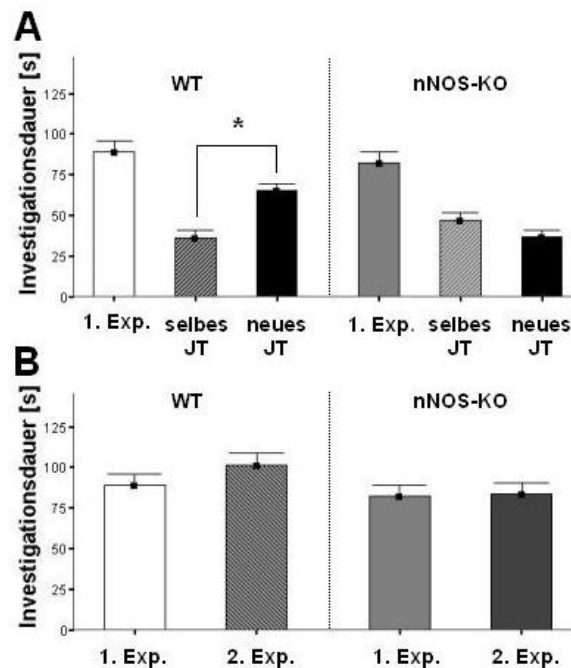 A
WT
nNOS-KO
Investigationsdauer [s]
125
100
75
50
25
0
*
1. Exp.
selbes
JT
neues
JT
1. Exp.
selbes
JT
neues
JT
B
WT
nNOS-KO
Investigationsdauer [s]
125
100
75
50
25
0
1. Exp.
2. Exp.
1. Exp.
2. Exp.